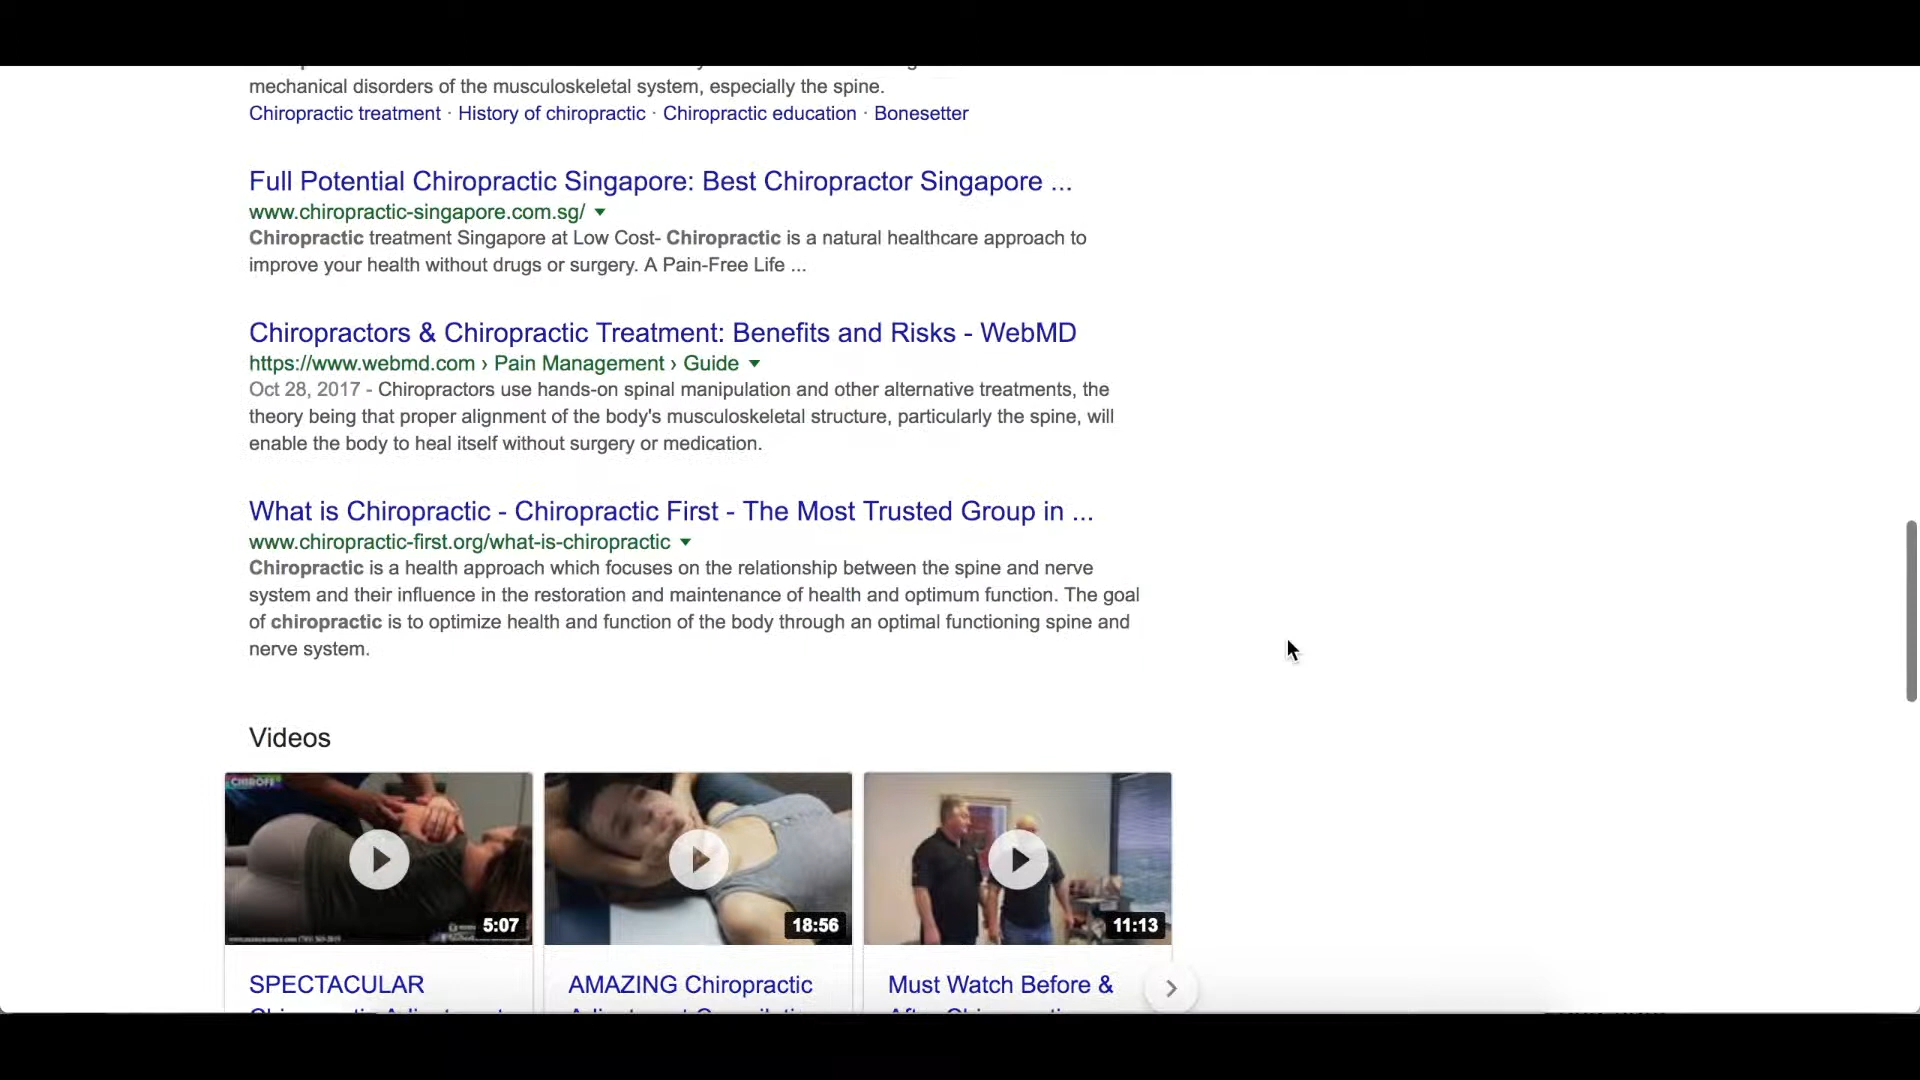 mechanical disorders of the musculoskeletal system, especially the spine.
Chiropractic treatment · History of chiropractic · Chiropractic education · Bonesetter
Full Potential Chiropractic Singapore: Best Chiropractor Singapore ...
www.chiropractic-singapore.com.sg/
Chiropractic treatment Singapore at Low Cost- Chiropractic is a natural healthcare approach to
improve your health without drugs or surgery. A Pain-Free Life ...
Chiropractors & Chiropractic Treatment: Benefits and Risks - WebMD
https://www.webmd.com › Pain Management › Guide
Oct 28, 2017 - Chiropractors use hands-on spinal manipulation and other alternative treatments, the
theory being that proper alignment of the body's musculoskeletal structure, particularly the spine, will
enable the body to heal itself without surgery or medication.
What is Chiropractic - Chiropractic First - The Most Trusted Group in ...
www.chiropractic-first.org/what-is-chiropractic
Chiropractic is a health approach which focuses on the relationship between the spine and nerve
system and their influence in the restoration and maintenance of health and optimum function. The goal
of chiropractic is to optimize health and function of the body through an optimal functioning spine and
nerve system.
Videos
5:07
18:56
11:13
SPECTACULAR
AMAZING Chiropractic
Must Watch Before &